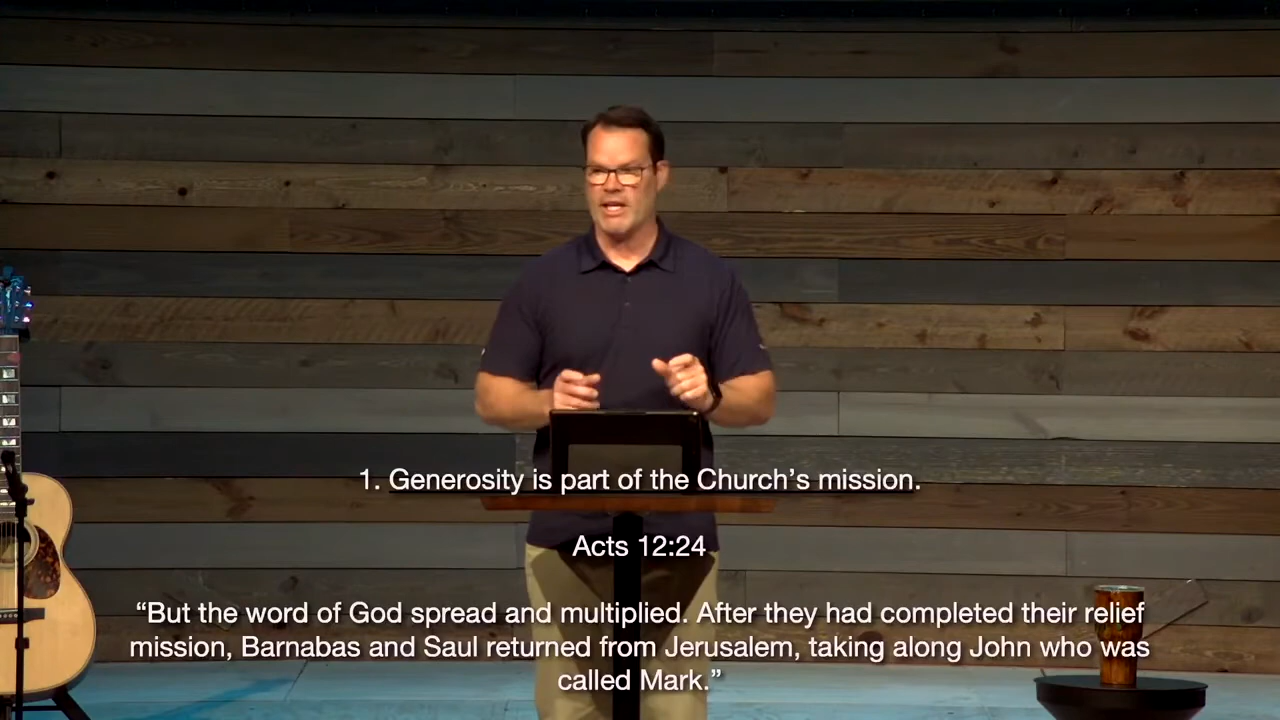 1. Generosity is part of the Church’s mission.
Acts 12:24
“But the word of God spread and multiplied. After they had completed their relief
mission, Barnabas and Saul returned from Jerusalem, taking along John who was
called Mark.”